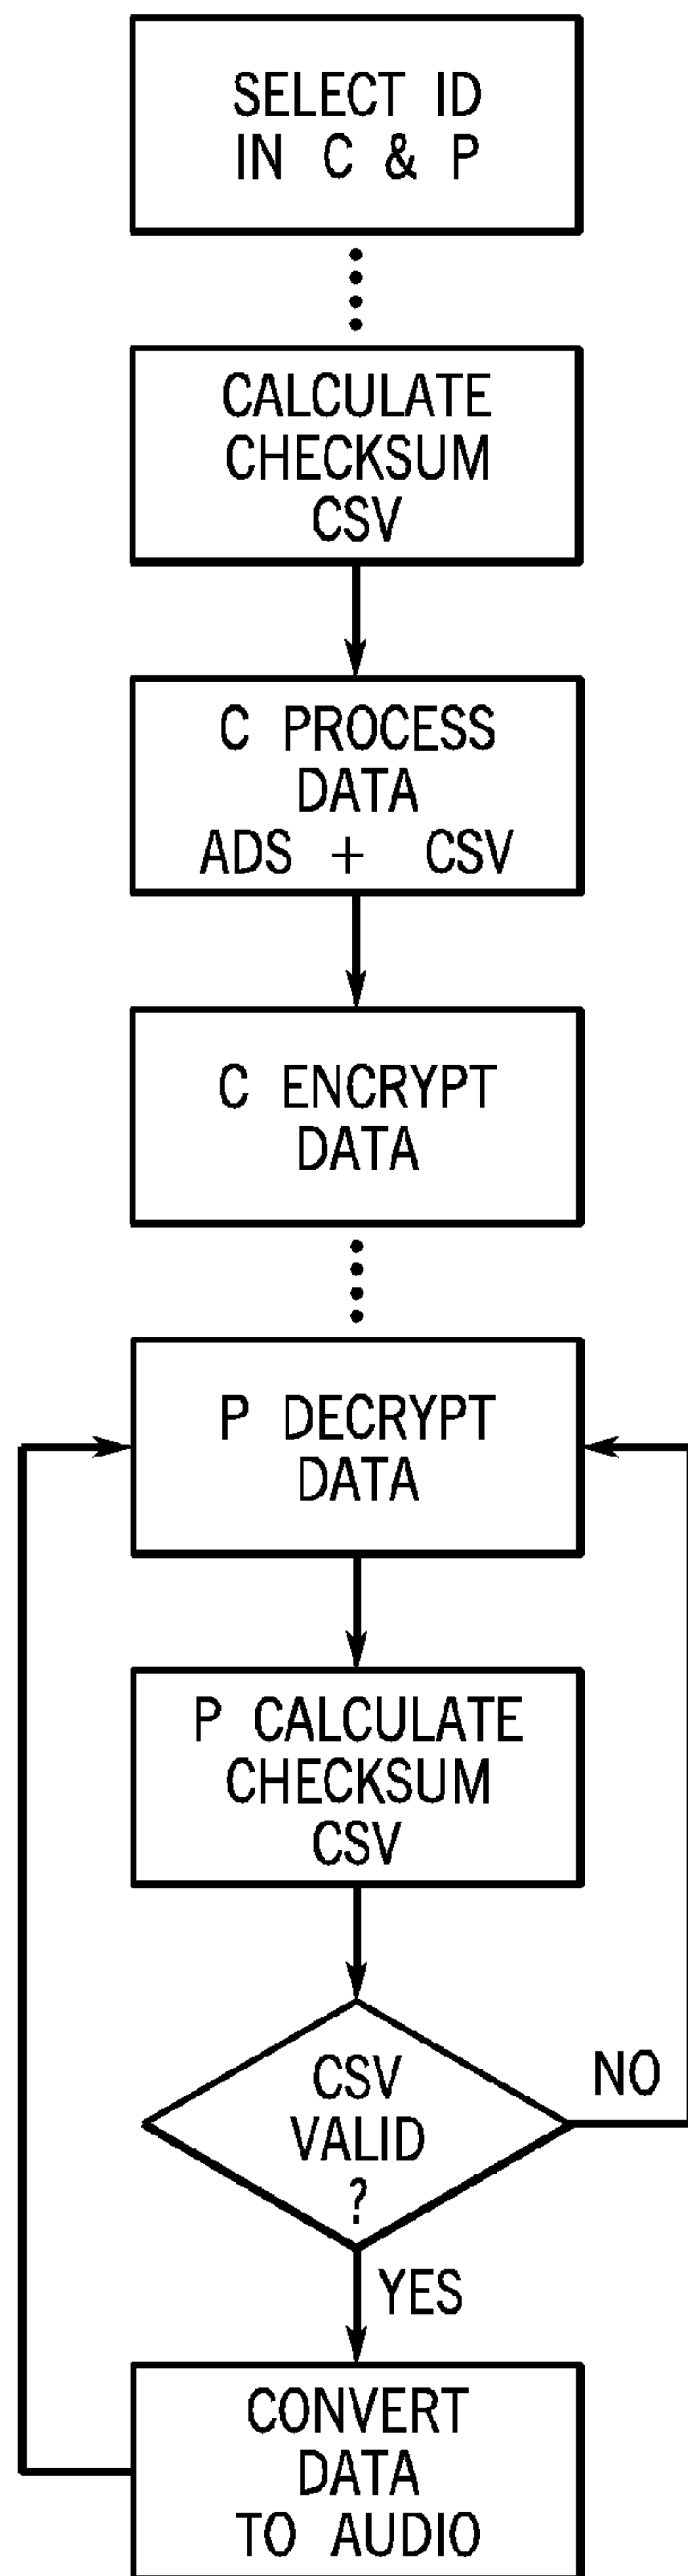 SELECT ID
IN C & P
CALCULATE
CHECKSUM
CSV
C PROCESS
DATA
ADS + CSV
C ENCRYPT
DATA
P DECRYPT
DATA
P CALCULATE
CHECKSUM
CSV
CSV
VALID
?
NO
YES
CONVERT
DATA
TO AUDIO